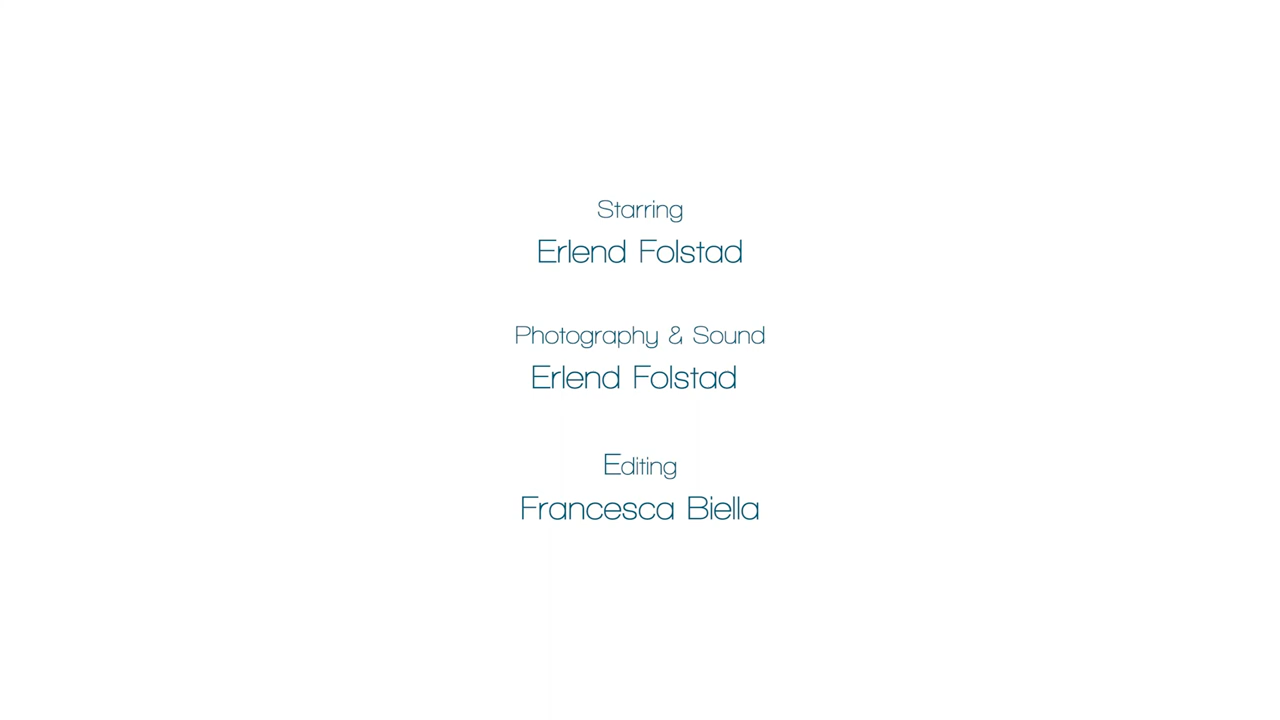 Starring
Erlend Folstad
Photography & Sound
Erlend Folstad
Editing
Francesca Biella